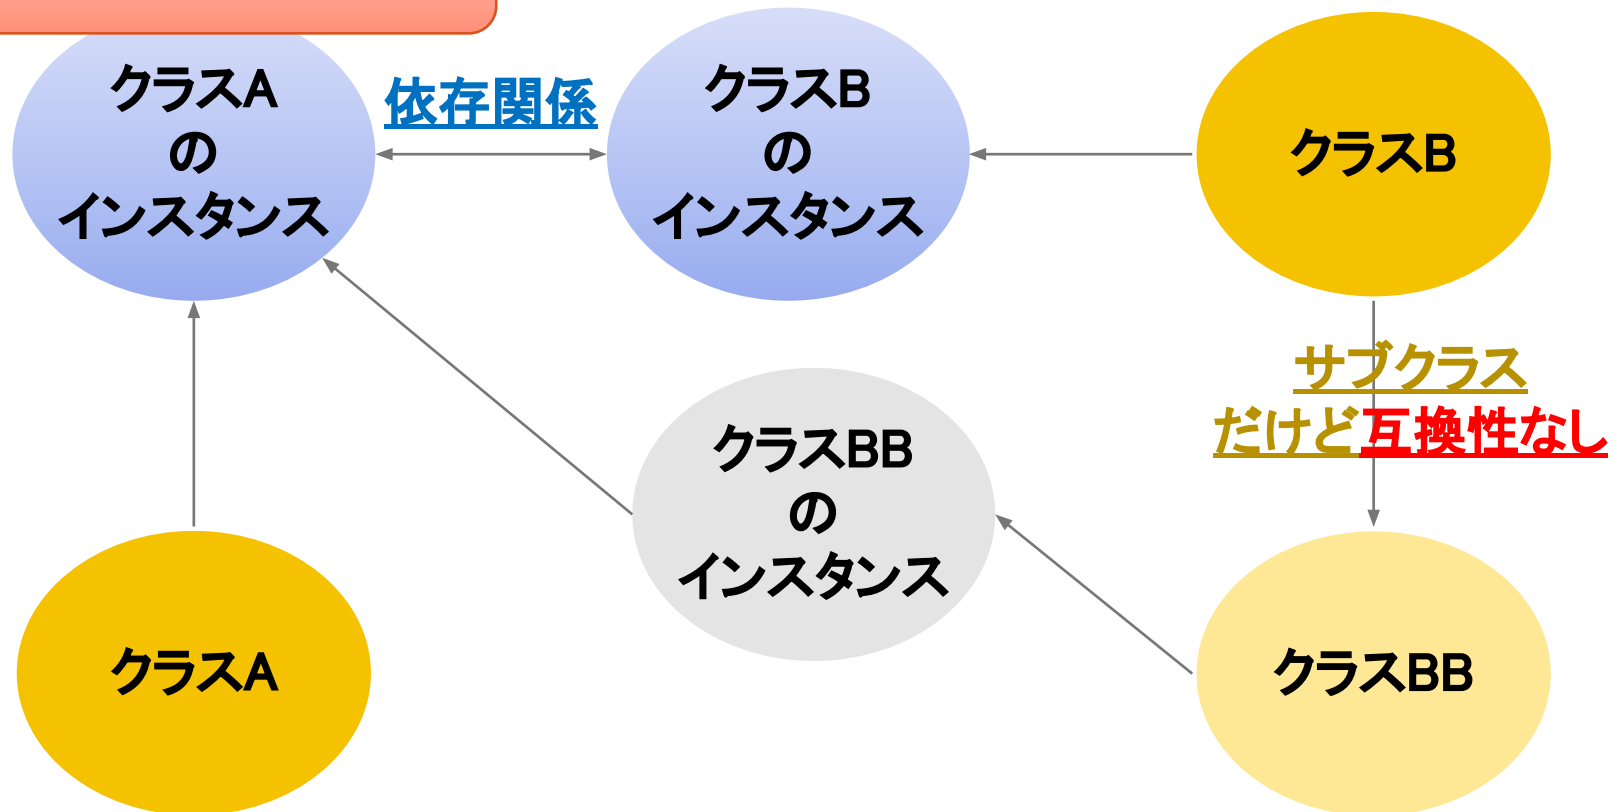 クラスA
の
インスタンス
依存関係
クラスB
の
インスタンス
クラスB
サブクラス
だけど互換性なし
クラスBB
の
インスタンス
クラスA
クラスBB